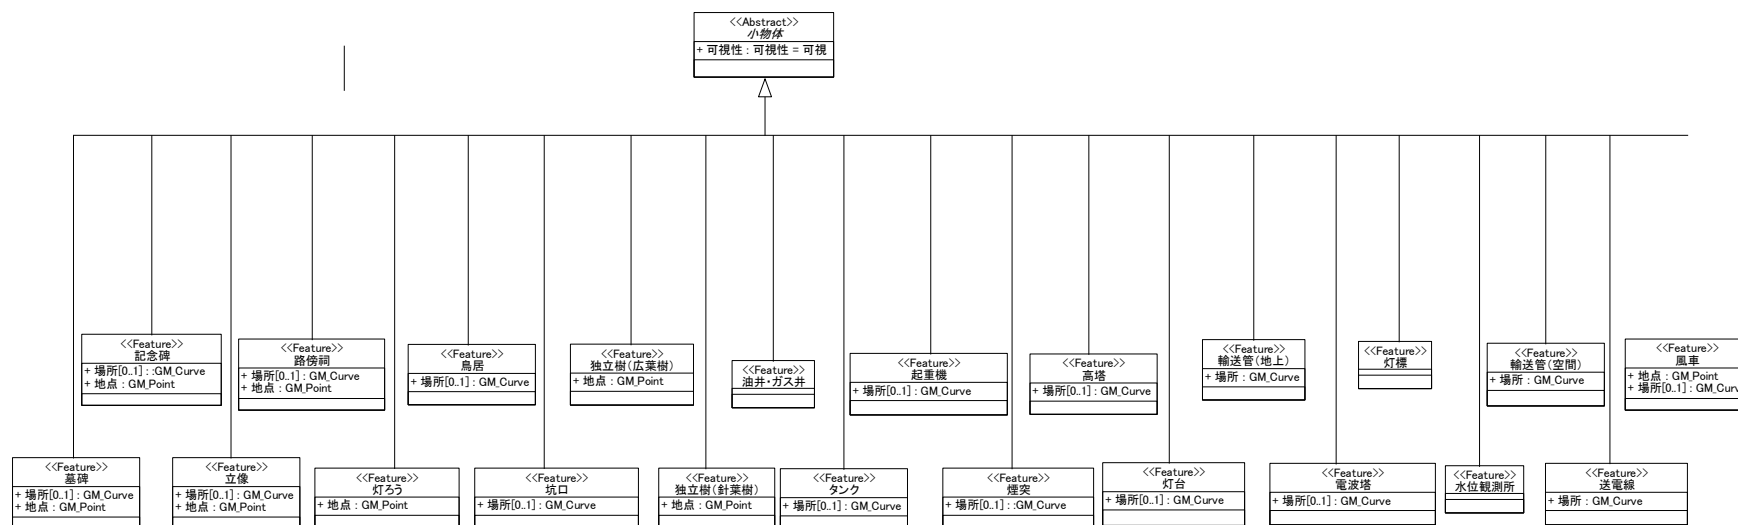 <<Abstract>>
小物体
+ 可視性 : 可視性 = 可視
<<Feature>>
記念碑
+ 場所[0..1] : :GM_Curve
+ 地点 : GM_Point
<<Feature>>
路傍祠
+ 場所[0..1] : GM_Curve
+ 地点 : GM_Point
<<Feature>>
鳥居
+ 場所[0..1] : GM_Curve
<<Feature>>
独立樹(広葉樹)
+ 地点 : GM_Point
<<Feature>>
油井・ガス井
<<Feature>>
起重機
+ 場所[0..1] : GM_Curve
<<Feature>>
高塔
+ 場所[0..1] : GM_Curve
<<Feature>>
輸送管(地上)
+ 場所 : GM_Curve
<<Feature>>
灯標
<<Feature>>
輸送管(空間)
+ 場所 : GM_Curve
<<Feature>>
風車
+ 地点 : GM_Point
+ 場所[0..1] : GM_Curve
<<Feature>>
墓碑
+ 場所[0..1] : GM_Curve
+ 地点 : GM_Point
<<Feature>>
立像
+ 場所[0..1] : GM_Curve
+ 地点 : GM_Point
<<Feature>>
灯ろう
+ 地点 : GM_Point
<<Feature>>
坑口
+ 場所[0..1] : GM_Curve
<<Feature>>
独立樹(針葉樹)
+ 地点 : GM_Point
<<Feature>>
タンク
+ 場所[0..1] : GM_Curve
<<Feature>>
煙突
+ 場所[0..1] : :GM_Curve
<<Feature>>
灯台
+ 場所[0..1] : GM_Curve
<<Feature>>
電波塔
+ 場所[0..1] : GM_Curve
<<Feature>>
水位観測所
<<Feature>>
送電線
+ 場所 : GM_Curve